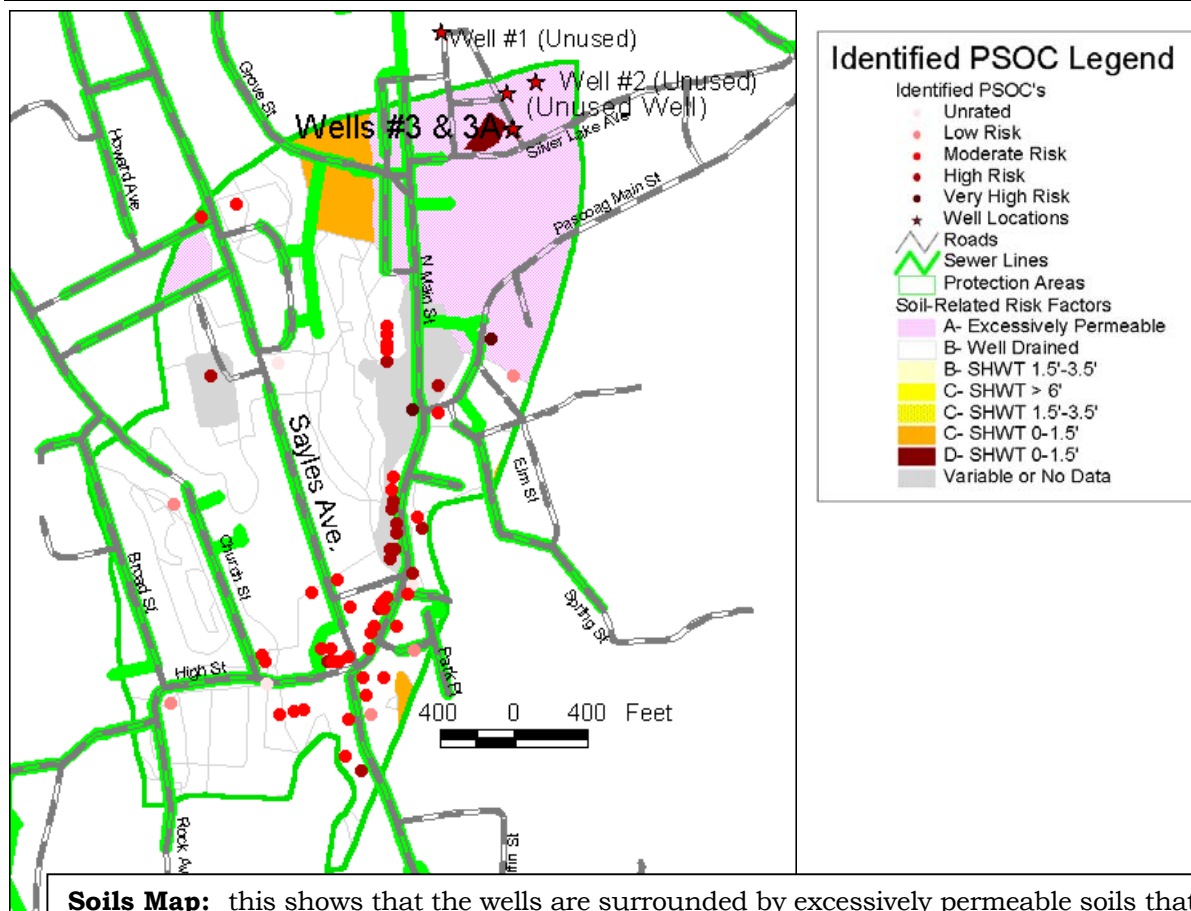 Well #1 (Unused)
Well #2 (Unused)
(Unused Well)
Wells #3 & 3A
Silver Lake Ave
Grove St
Howard Ave.
Pascoag Main St
N Main St
Sayles Ave.
Elm St
Church St
Broad St
Spring St
High St
Park Pl
400 0 400 Feet
Rock Av
ffin St
Identified PSOC Legend
Identified PSOC's
Unrated
Low Risk
Moderate Risk
High Risk
Very High Risk
Well Locations
Roads
Sewer Lines
Protection Areas
Soil-Related Risk Factors
A- Excessively Permeable
B- Well Drained
B- SHWT 1.5'-3.5'
C- SHWT > 6'
C- SHWT 1.5'-3.5'
C- SHWT 0-1.5'
D- SHWT 0-1.5'
Variable or No Data
Soils Map: this shows that the wells are surrounded by excessively permeable soils that